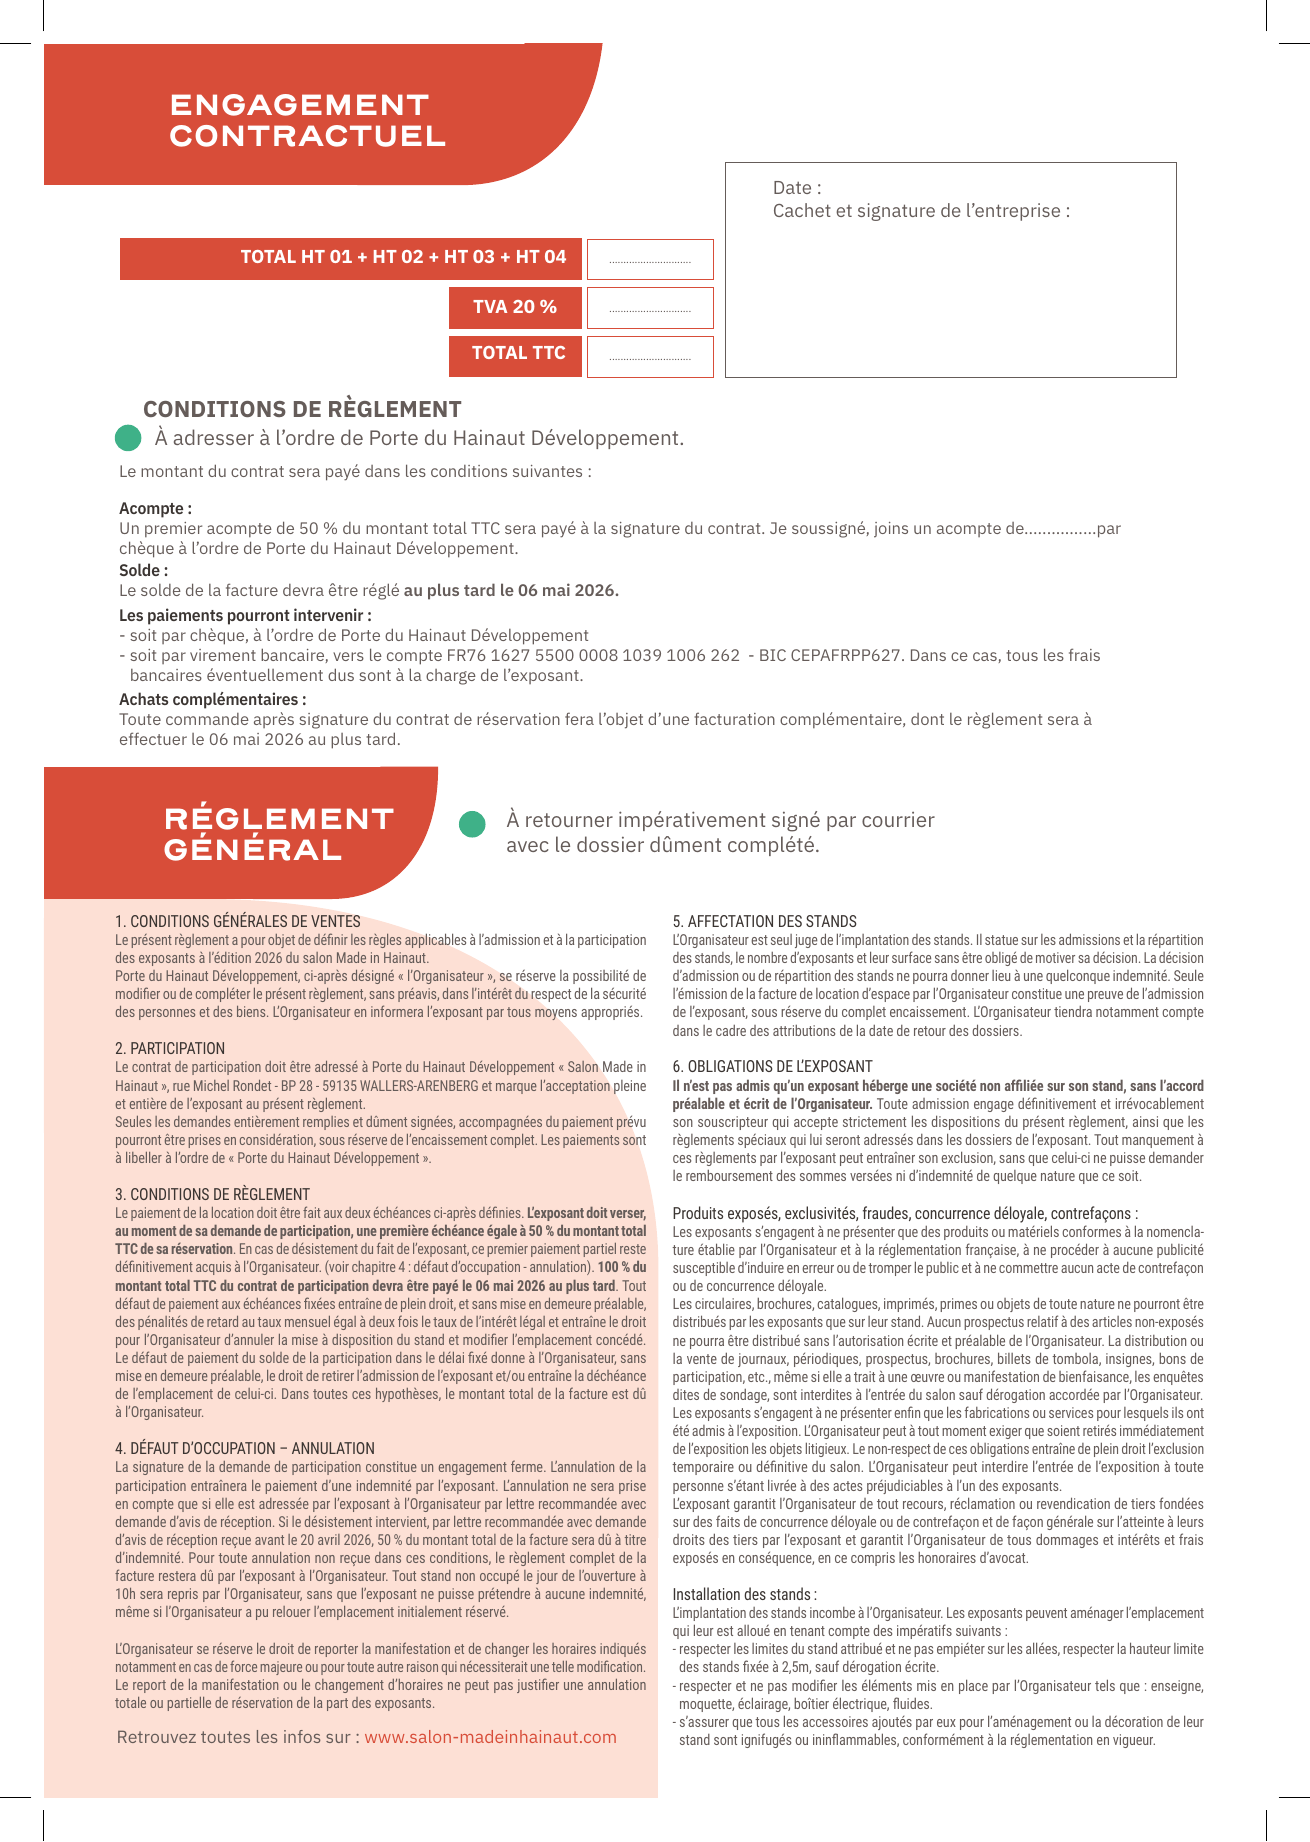 ENGAGEMENT
CONTRACTUEL
Date :
Cachet et signature de l’entreprise :
TOTAL HT 01 + HT 02 + HT 03 + HT 04
.............................
TVA 20 %
.............................
TOTAL TTC
.............................
CONDITIONS DE RÈGLEMENT
À adresser à l’ordre de Porte du Hainaut Développement.
Le montant du contrat sera payé dans les conditions suivantes :
Acompte :
Un premier acompte de 50 % du montant total TTC sera payé à la signature du contrat. Je soussigné, joins un acompte de................par
chèque à l’ordre de Porte du Hainaut Développement.
Solde :
Le solde de la facture devra être réglé au plus tard le 06 mai 2026.
Les paiements pourront intervenir :
- soit par chèque, à l’ordre de Porte du Hainaut Développement
- soit par virement bancaire, vers le compte FR76 1627 5500 0008 1039 1006 262 - BIC CEPAFRPP627. Dans ce cas, tous les frais
bancaires éventuellement dus sont à la charge de l’exposant.
Achats complémentaires :
Toute commande après signature du contrat de réservation fera l’objet d’une facturation complémentaire, dont le règlement sera à
effectuer le 06 mai 2026 au plus tard.
RÉGLEMENT
GÉNÉRAL
À retourner impérativement signé par courrier
avec le dossier dûment complété.
1. CONDITIONS GÉNÉRALES DE VENTES
Le présent règlement a pour objet de définir les règles applicables à l’admission et à la participation
des exposants à l’édition 2026 du salon Made in Hainaut.
Porte du Hainaut Développement, ci-après désigné « l’Organisateur », se réserve la possibilité de
modifier ou de compléter le présent règlement, sans préavis, dans l’intérêt du respect de la sécurité
des personnes et des biens. L’Organisateur en informera l’exposant par tous moyens appropriés.
2. PARTICIPATION
Le contrat de participation doit être adressé à Porte du Hainaut Développement « Salon Made in
Hainaut », rue Michel Rondet - BP 28 - 59135 WALLERS-ARENBERG et marque l’acceptation pleine
et entière de l’exposant au présent règlement.
Seules les demandes entièrement remplies et dûment signées, accompagnées du paiement prévu
pourront être prises en considération, sous réserve de l’encaissement complet. Les paiements sont
à libeller à l’ordre de « Porte du Hainaut Développement ».
3. CONDITIONS DE RÈGLEMENT
Le paiement de la location doit être fait aux deux échéances ci-après définies. L’exposant doit verser,
au moment de sa demande de participation, une première échéance égale à 50 % du montant total
TTC de sa réservation. En cas de désistement du fait de l’exposant, ce premier paiement partiel reste
définitivement acquis à l’Organisateur. (voir chapitre 4 : défaut d’occupation - annulation). 100 % du
montant total TTC du contrat de participation devra être payé le 06 mai 2026 au plus tard. Tout
défaut de paiement aux échéances fixées entraîne de plein droit, et sans mise en demeure préalable,
des pénalités de retard au taux mensuel égal à deux fois le taux de l’intérêt légal et entraîne le droit
pour l’Organisateur d’annuler la mise à disposition du stand et modifier l’emplacement concédé.
Le défaut de paiement du solde de la participation dans le délai fixé donne à l’Organisateur, sans
mise en demeure préalable, le droit de retirer l’admission de l’exposant et/ou entraîne la déchéance
de l’emplacement de celui-ci. Dans toutes ces hypothèses, le montant total de la facture est dû
à l’Organisateur.
4. DÉFAUT D’OCCUPATION – ANNULATION
La signature de la demande de participation constitue un engagement ferme. L’annulation de la
participation entraînera le paiement d’une indemnité par l’exposant. L’annulation ne sera prise
en compte que si elle est adressée par l’exposant à l’Organisateur par lettre recommandée avec
demande d’avis de réception. Si le désistement intervient, par lettre recommandée avec demande
d’avis de réception reçue avant le 20 avril 2026, 50 % du montant total de la facture sera dû à titre
d’indemnité. Pour toute annulation non reçue dans ces conditions, le règlement complet de la
facture restera dû par l’exposant à l’Organisateur. Tout stand non occupé le jour de l’ouverture à
10h sera repris par l’Organisateur, sans que l’exposant ne puisse prétendre à aucune indemnité,
même si l’Organisateur a pu relouer l’emplacement initialement réservé.
L’Organisateur se réserve le droit de reporter la manifestation et de changer les horaires indiqués
notamment en cas de force majeure ou pour toute autre raison qui nécessiterait une telle modification.
Le report de la manifestation ou le changement d’horaires ne peut pas justifier une annulation
totale ou partielle de réservation de la part des exposants.
Retrouvez toutes les infos sur : www.salon-madeinhainaut.com
5. AFFECTATION DES STANDS
L’Organisateur est seul juge de l’implantation des stands. Il statue sur les admissions et la répartition
des stands, le nombre d’exposants et leur surface sans être obligé de motiver sa décision. La décision
d’admission ou de répartition des stands ne pourra donner lieu à une quelconque indemnité. Seule
l’émission de la facture de location d’espace par l’Organisateur constitue une preuve de l’admission
de l’exposant, sous réserve du complet encaissement. L’Organisateur tiendra notamment compte
dans le cadre des attributions de la date de retour des dossiers.
6. OBLIGATIONS DE L’EXPOSANT
Il n’est pas admis qu’un exposant héberge une société non affiliée sur son stand, sans l’accord
préalable et écrit de l’Organisateur. Toute admission engage définitivement et irrévocablement
son souscripteur qui accepte strictement les dispositions du présent règlement, ainsi que les
règlements spéciaux qui lui seront adressés dans les dossiers de l’exposant. Tout manquement à
ces règlements par l’exposant peut entraîner son exclusion, sans que celui-ci ne puisse demander
le remboursement des sommes versées ni d’indemnité de quelque nature que ce soit.
Produits exposés, exclusivités, fraudes, concurrence déloyale, contrefaçons :
Les exposants s’engagent à ne présenter que des produits ou matériels conformes à la nomencla-
ture établie par l’Organisateur et à la réglementation française, à ne procéder à aucune publicité
susceptible d’induire en erreur ou de tromper le public et à ne commettre aucun acte de contrefaçon
ou de concurrence déloyale.
Les circulaires, brochures, catalogues, imprimés, primes ou objets de toute nature ne pourront être
distribués par les exposants que sur leur stand. Aucun prospectus relatif à des articles non-exposés
ne pourra être distribué sans l’autorisation écrite et préalable de l’Organisateur. La distribution ou
la vente de journaux, périodiques, prospectus, brochures, billets de tombola, insignes, bons de
participation, etc., même si elle a trait à une œuvre ou manifestation de bienfaisance, les enquêtes
dites de sondage, sont interdites à l’entrée du salon sauf dérogation accordée par l’Organisateur.
Les exposants s’engagent à ne présenter enfin que les fabrications ou services pour lesquels ils ont
été admis à l’exposition. L’Organisateur peut à tout moment exiger que soient retirés immédiatement
de l’exposition les objets litigieux. Le non-respect de ces obligations entraîne de plein droit l’exclusion
temporaire ou définitive du salon. L’Organisateur peut interdire l’entrée de l’exposition à toute
personne s’étant livrée à des actes préjudiciables à l’un des exposants.
L’exposant garantit l’Organisateur de tout recours, réclamation ou revendication de tiers fondées
sur des faits de concurrence déloyale ou de contrefaçon et de façon générale sur l’atteinte à leurs
droits des tiers par l’exposant et garantit l’Organisateur de tous dommages et intérêts et frais
exposés en conséquence, en ce compris les honoraires d’avocat.
Installation des stands :
L’implantation des stands incombe à l’Organisateur. Les exposants peuvent aménager l’emplacement
qui leur est alloué en tenant compte des impératifs suivants :
- respecter les limites du stand attribué et ne pas empiéter sur les allées, respecter la hauteur limite
des stands fixée à 2,5m, sauf dérogation écrite.
- respecter et ne pas modifier les éléments mis en place par l’Organisateur tels que : enseigne,
moquette, éclairage, boîtier électrique, fluides.
- s’assurer que tous les accessoires ajoutés par eux pour l’aménagement ou la décoration de leur
stand sont ignifugés ou ininflammables, conformément à la réglementation en vigueur.